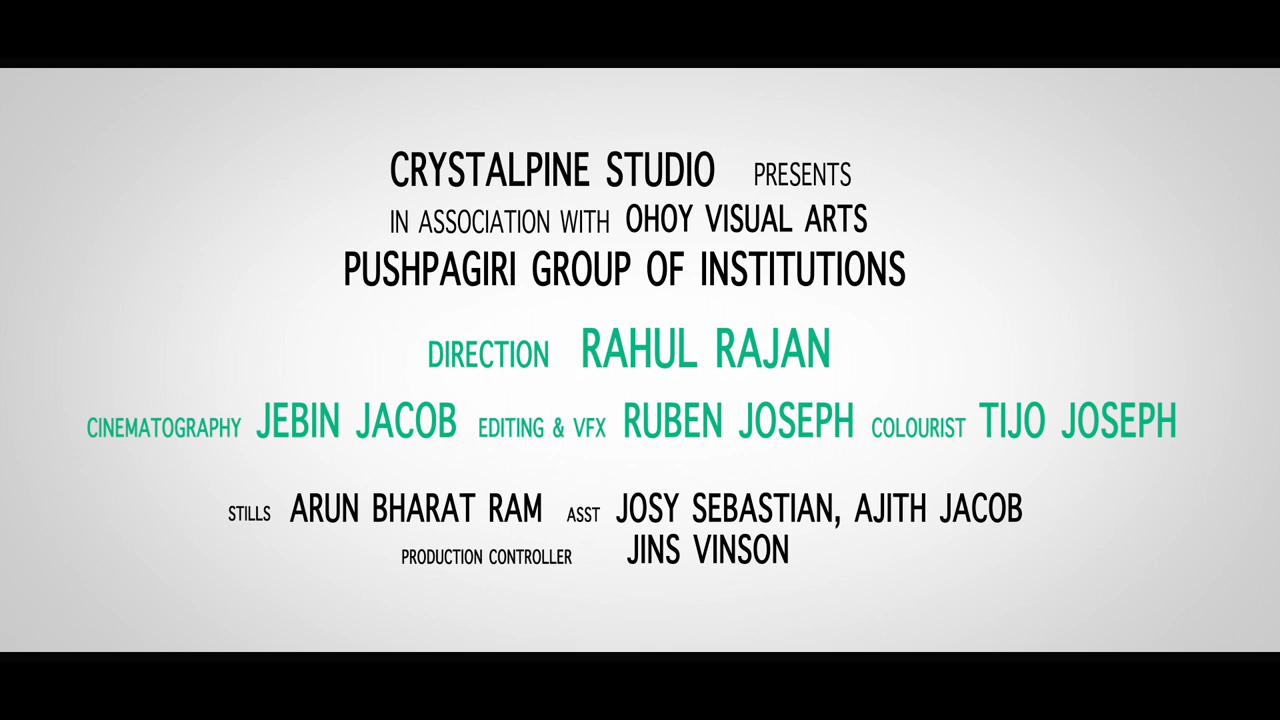 CRYSTALPINE STUDIO PRESENTS
IN ASSOCIATION WITH OHOY VISUAL ARTS
PUSHPAGIRI GROUP OF INSTITUTIONS
DIRECTION RAHUL RAJAN
CINEMATOGRAPHY JEBIN JACOB EDITING & VFX RUBEN JOSEPH COLOURIST TIJO JOSEPH
STILLS ARUN BHARAT RAM ASST JOSY SEBASTIAN, AJITH JACOB
PRODUCTION CONTROLLER JINS VINSON